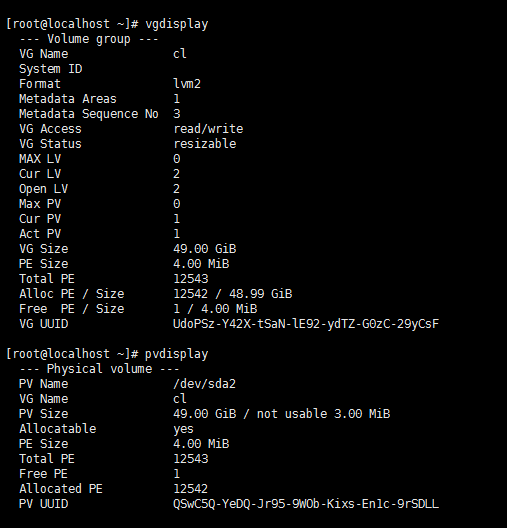 [root@localhost ~]# vgdisplay
--- Volume group ---
VG Name cl
System ID
Format lvm2
Metadata Areas 1
Metadata Sequence No 3
VG Access read/write
VG Status resizable
MAX LV 0
Cur LV 2
Open LV 2
Max PV 0
Cur PV 1
Act PV 1
VG Size 49.00 GiB
PE Size 4.00 MiB
Total PE 12543
Alloc PE / Size 12542 / 48.99 GiB
Free PE / Size 1 / 4.00 MiB
VG UUID UdoPSz-Y42X-tSaN-lE92-ydTZ-G0zC-29yCsF
[root@localhost ~]# pvdisplay
--- Physical volume ---
PV Name /dev/sda2
VG Name cl
PV Size 49.00 GiB / not usable 3.00 MiB
Allocatable yes
PE Size 4.00 MiB
Total PE 12543
Free PE 1
Allocated PE 12542
PV UUID QSwC5Q-YeDQ-Jr95-9WOb-Kixs-En1c-9rSDLL